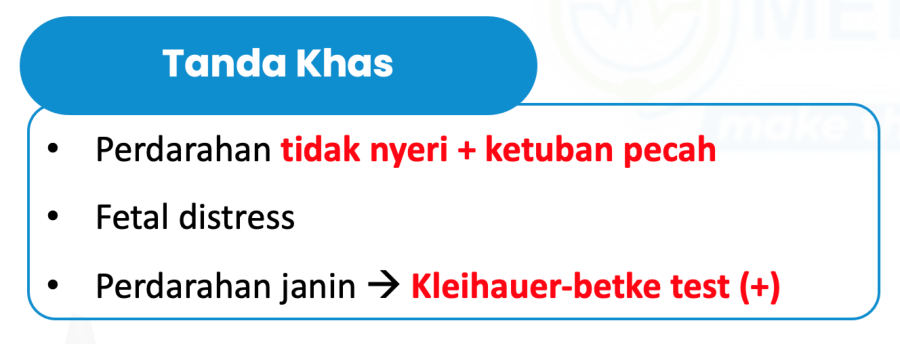 Tanda Khas
• Perdarahan tidak nyeri + ketuban pecah
• Fetal distress
• Perdarahan janin → Kleihauer-betke test (+)